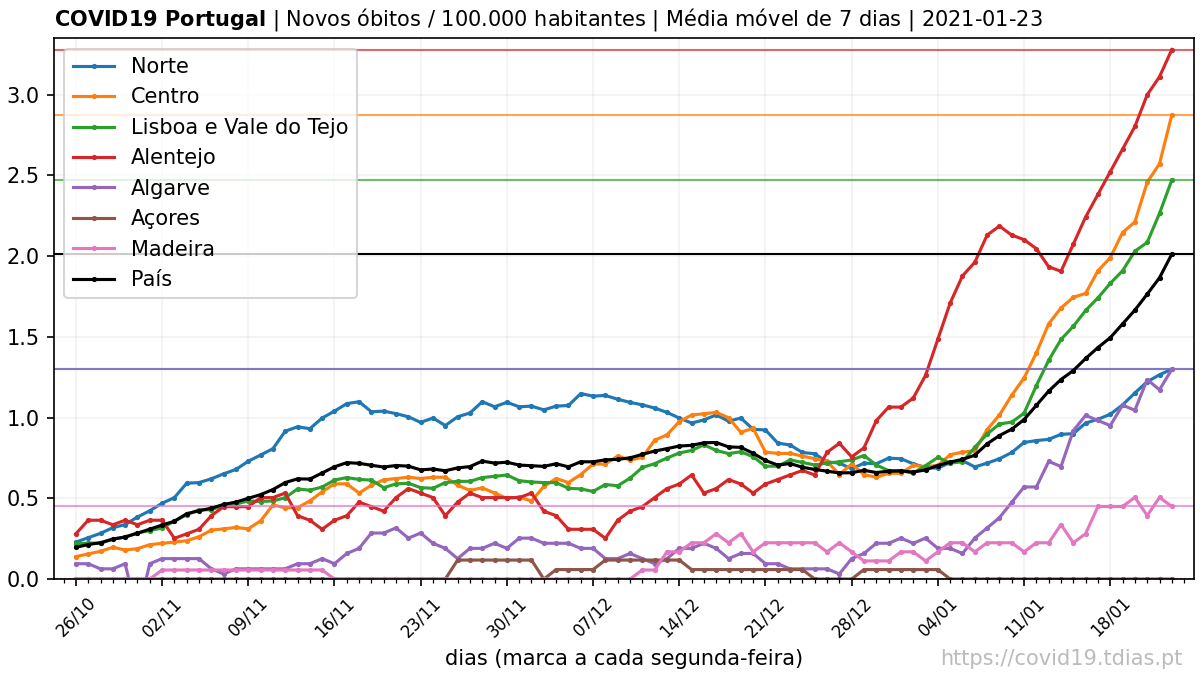 COVID19 Portugal | Novos óbitos / 100.000 habitantes | Média móvel de 7 dias | 2021-01-23
Norte
Centro
Lisboa e Vale do Tejo
Alentejo
Algarve
Açores
Madeira
País
3.0
2.5
2.0
1.5
1.0
0.5
0.0
26/10
02/11
09/11
16/11
23/11
30/11
07/12
14/12
21/12
28/12
04/01
11/01
18/01
dias (marca a cada segunda-feira)
https://covid19.tdias.pt